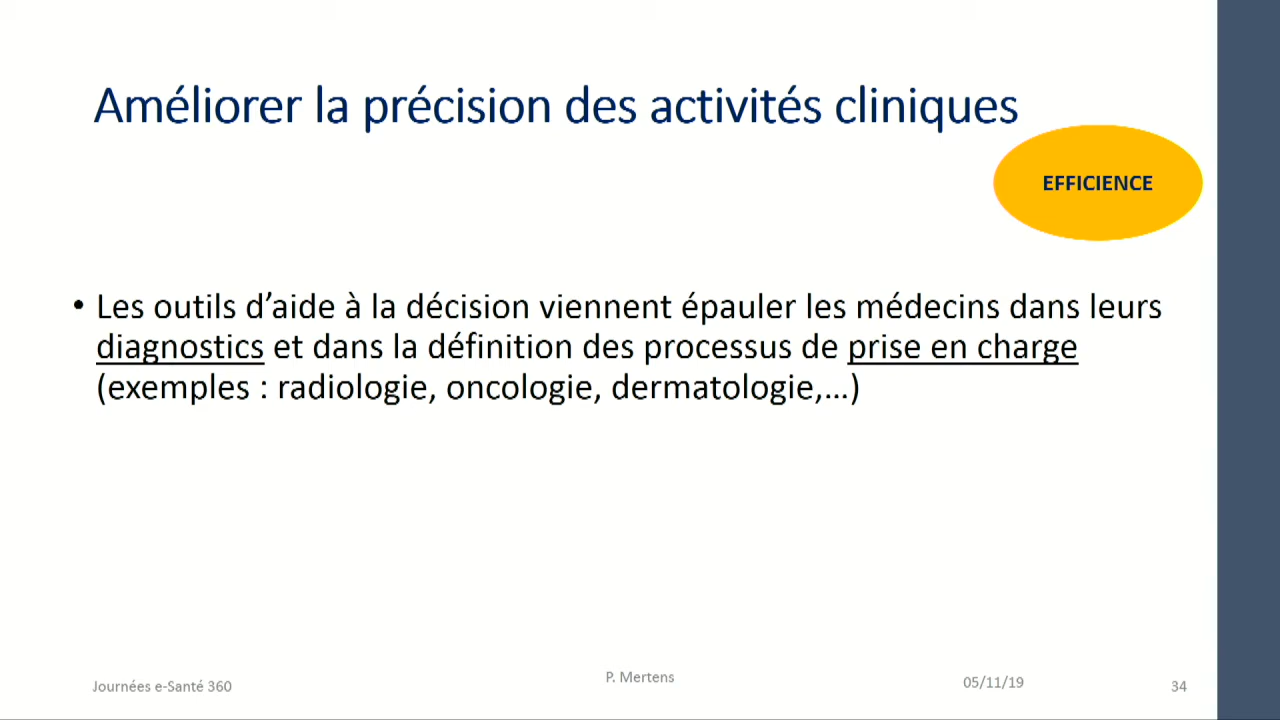 Améliorer la précision des activités cliniques
EFFICIENCE
• Les outils d’aide à la décision viennent épauler les médecins dans leurs
diagnostics et dans la définition des processus de prise en charge
(exemples : radiologie, oncologie, dermatologie,...)
Journées e-Santé 360
P. Mertens
05/11/19
34